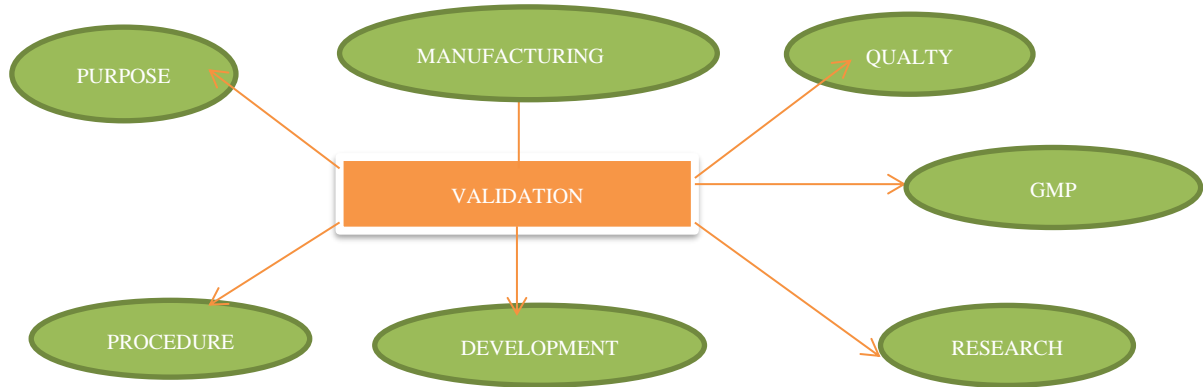 PURPOSE
MANUFACTURING
QUALTY
VALIDATION
GMP
PROCEDURE
DEVELOPMENT
RESEARCH